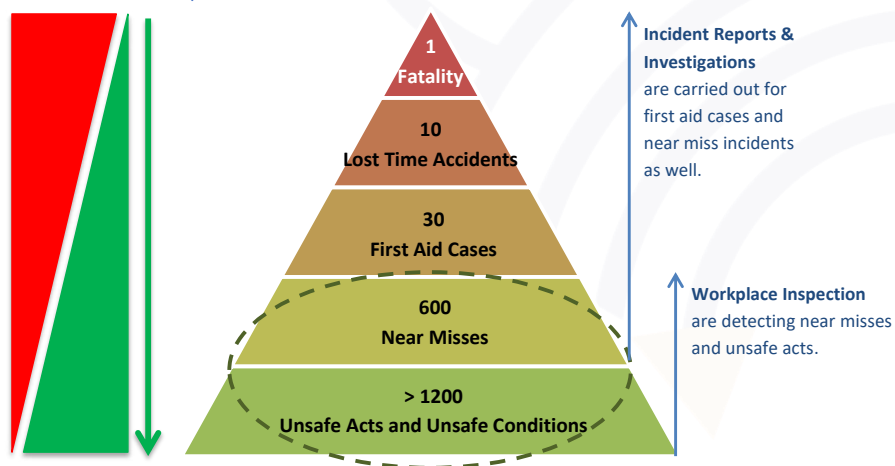 1
Fatality
10
Lost Time Accidents
30
First Aid Cases
600
Near Misses
> 1200
Unsafe Acts and Unsafe Conditions
Incident Reports &
Investigations
are carried out for
first aid cases and
near miss incidents
as well.
Workplace Inspection
are detecting near misses
and unsafe acts.